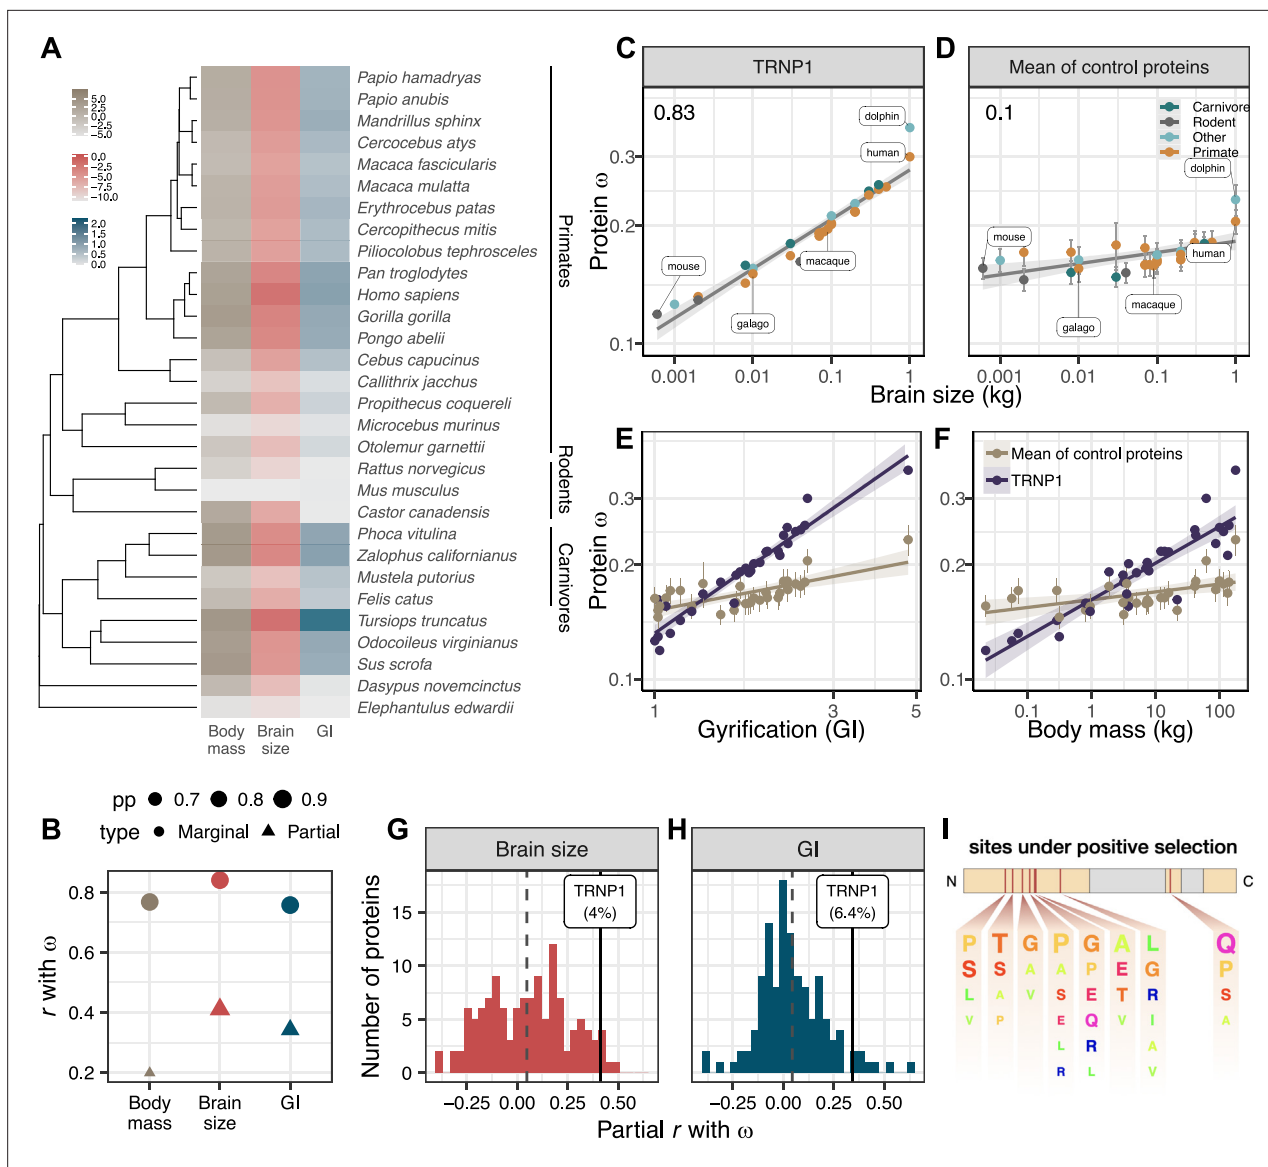 A
5.0
2.5
0.0
−2.5
−5.0
0.0
−2.5
−5.0
−7.5
−10.0
2.0
1.5
1.0
0.5
0.0
Papio hamadryas
Papio anubis
Mandrillus sphinx
Cercocebus atys
Macaca fascicularis
Macaca mulatta
Erythrocebus patas
Cercopithecus mitis
Piliocolobus tephrosceles
Pan troglodytes
Homo sapiens
Gorilla gorilla
Pongo abelii
Cebus capucinus
Callithrix jacchus
Propithecus coquereli
Microcebus murinus
Otolemur garnettii
Rattus norvegicus
Mus musculus
Castor canadensis
Phoca vitulina
Zalophus californianus
Mustela putorius
Felis catus
Tursiops truncatus
Odocoileus virginianus
Sus scrofa
Dasypus novemcinctus
Elephantulus edwardii
Primates
Rodents
Carnivores
Body mass
Brain size
GI
C
TRNP1
0.83
dolphin
human
macaque
mouse
galago
Protein ω
0.3
0.2
0.1
0.001
0.01
0.1
1
D
Mean of control proteins
0.1
Carnivore
Rodent
Other
Primate
dolphin
mouse
human
macaque
galago
0.001
0.01
0.1
1
Brain size (kg)
E
Protein ω
0.3
0.2
0.1
1
3
5
Gyrification (GI)
F
Mean of control proteins
TRNP1
0.3
0.2
0.1
0.1
1
10
100
Body mass (kg)
B
pp 0.7 0.8 0.9
type Marginal Partial
r with ω
0.8
0.6
0.4
0.2
Body mass
Brain size
GI
G
Brain size
TRNP1
(4%)
Number of proteins
15
10
5
0
−0.25
0.00
0.25
0.50
H
GI
TRNP1
(6.4%)
−0.25
0.00
0.25
0.50
Partial r with ω
I
sites under positive selection
N
C
P T G P G A L Q
S S A A P E G P
L A V S E T R S
V P E Q V I A
L R A
R L V